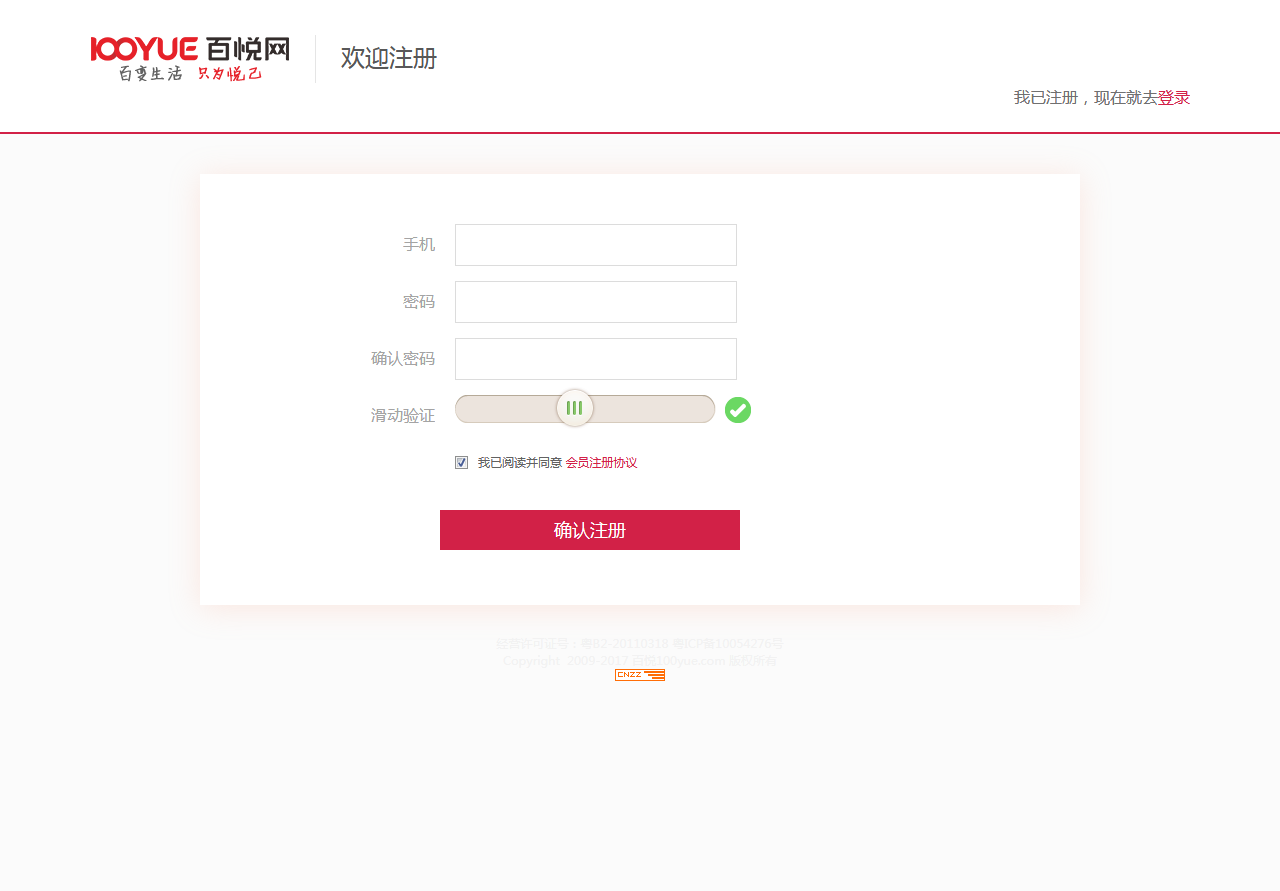 100YUE 百悦网
百变生活 只为悦己
欢迎注册
我已注册，现在就去登录
手机
密码
确认密码
滑动验证
我已阅读并同意 会员注册协议
确认注册
经营许可证号：粤B2-20110318 粤ICP备10054276号
Copyright 2009-2017 百悦100yue.com 版权所有
CNZZ